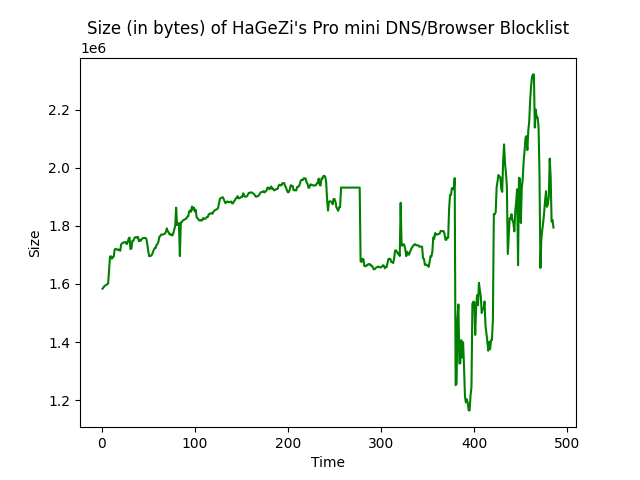 Size (in bytes) of HaGeZi's Pro mini DNS/Browser Blocklist
1e6
2.2
2.0
1.8
1.6
1.4
1.2
Size
0 100 200 300 400 500
Time